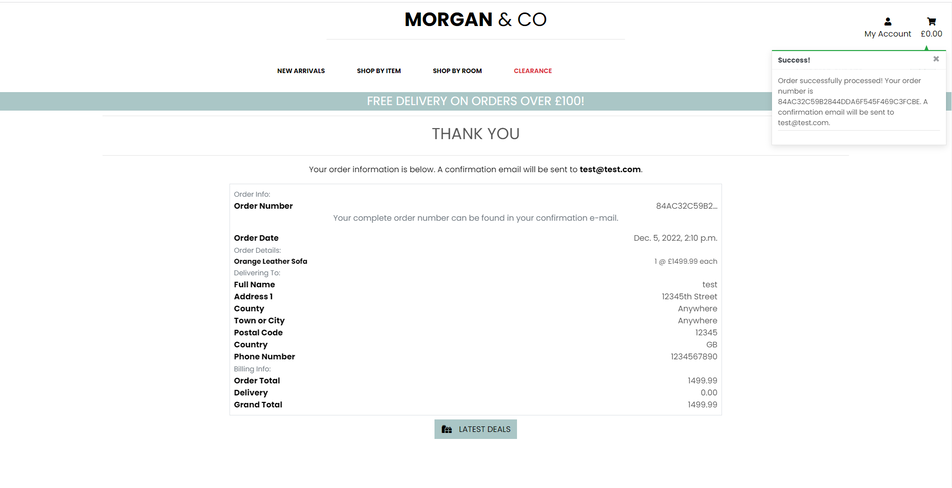 MORGAN & CO
My Account
£0.00
NEW ARRIVALS
SHOP BY ITEM
SHOP BY ROOM
CLEARANCE
FREE DELIVERY ON ORDERS OVER £100!
Success!
×
Order successfully processed! Your order
number is
84AC32C59B2844DDA6F545F469C3FCBE. A
confirmation email will be sent to
test@test.com.
THANK YOU
Your order information is below. A confirmation email will be sent to test@test.com.
Order Info:
Order Number 84AC32C59B2...
Your complete order number can be found in your confirmation e-mail.
Order Date Dec. 5, 2022, 2:10 p.m.
Order Details:
Orange Leather Sofa 1 @ £1499.99 each
Delivering To:
Full Name test
Address 1 12345th Street
County Anywhere
Town or City Anywhere
Postal Code 12345
Country GB
Phone Number 1234567890
Billing Info:
Order Total 1499.99
Delivery 0.00
Grand Total 1499.99
LATEST DEALS